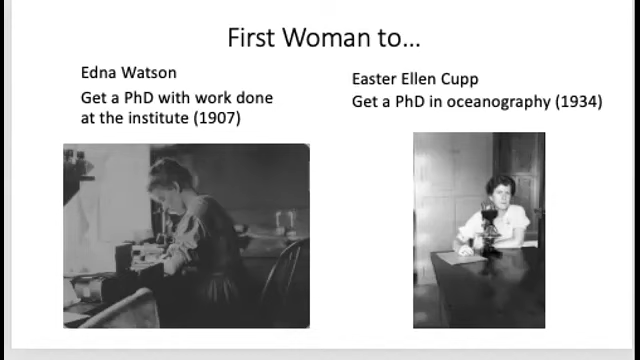 First Woman to...
Edna Watson
Get a PhD with work done
at the institute (1907)
Easter Ellen Cupp
Get a PhD in oceanography (1934)